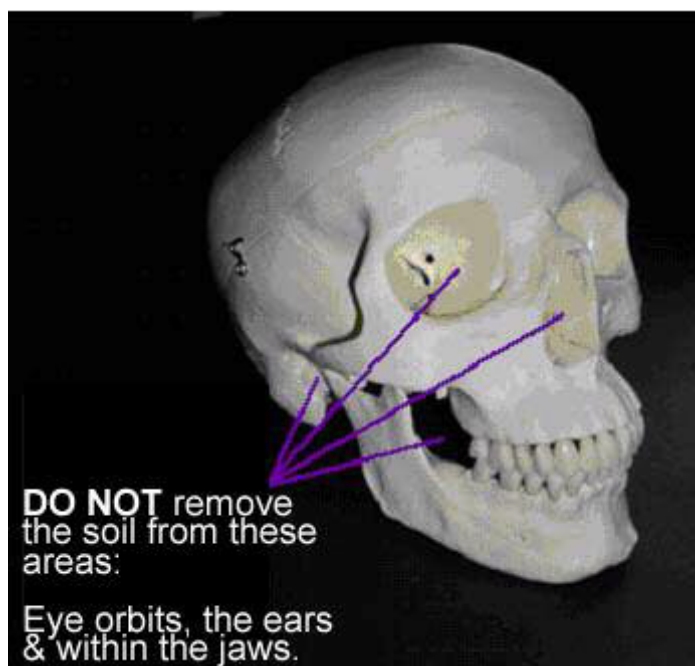 DO NOT remove
the soil from these
areas:
Eye orbits, the ears
& within the jaws.